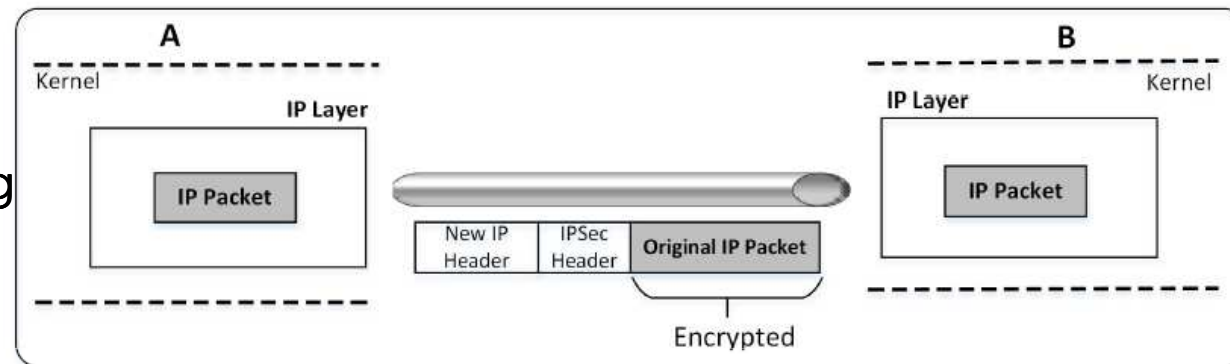 A
B
Kernel
Kernel
IP Layer
IP Layer
g
IP Packet
IP Packet
New IP
Header
IPSec
Header
Original IP Packet
Encrypted